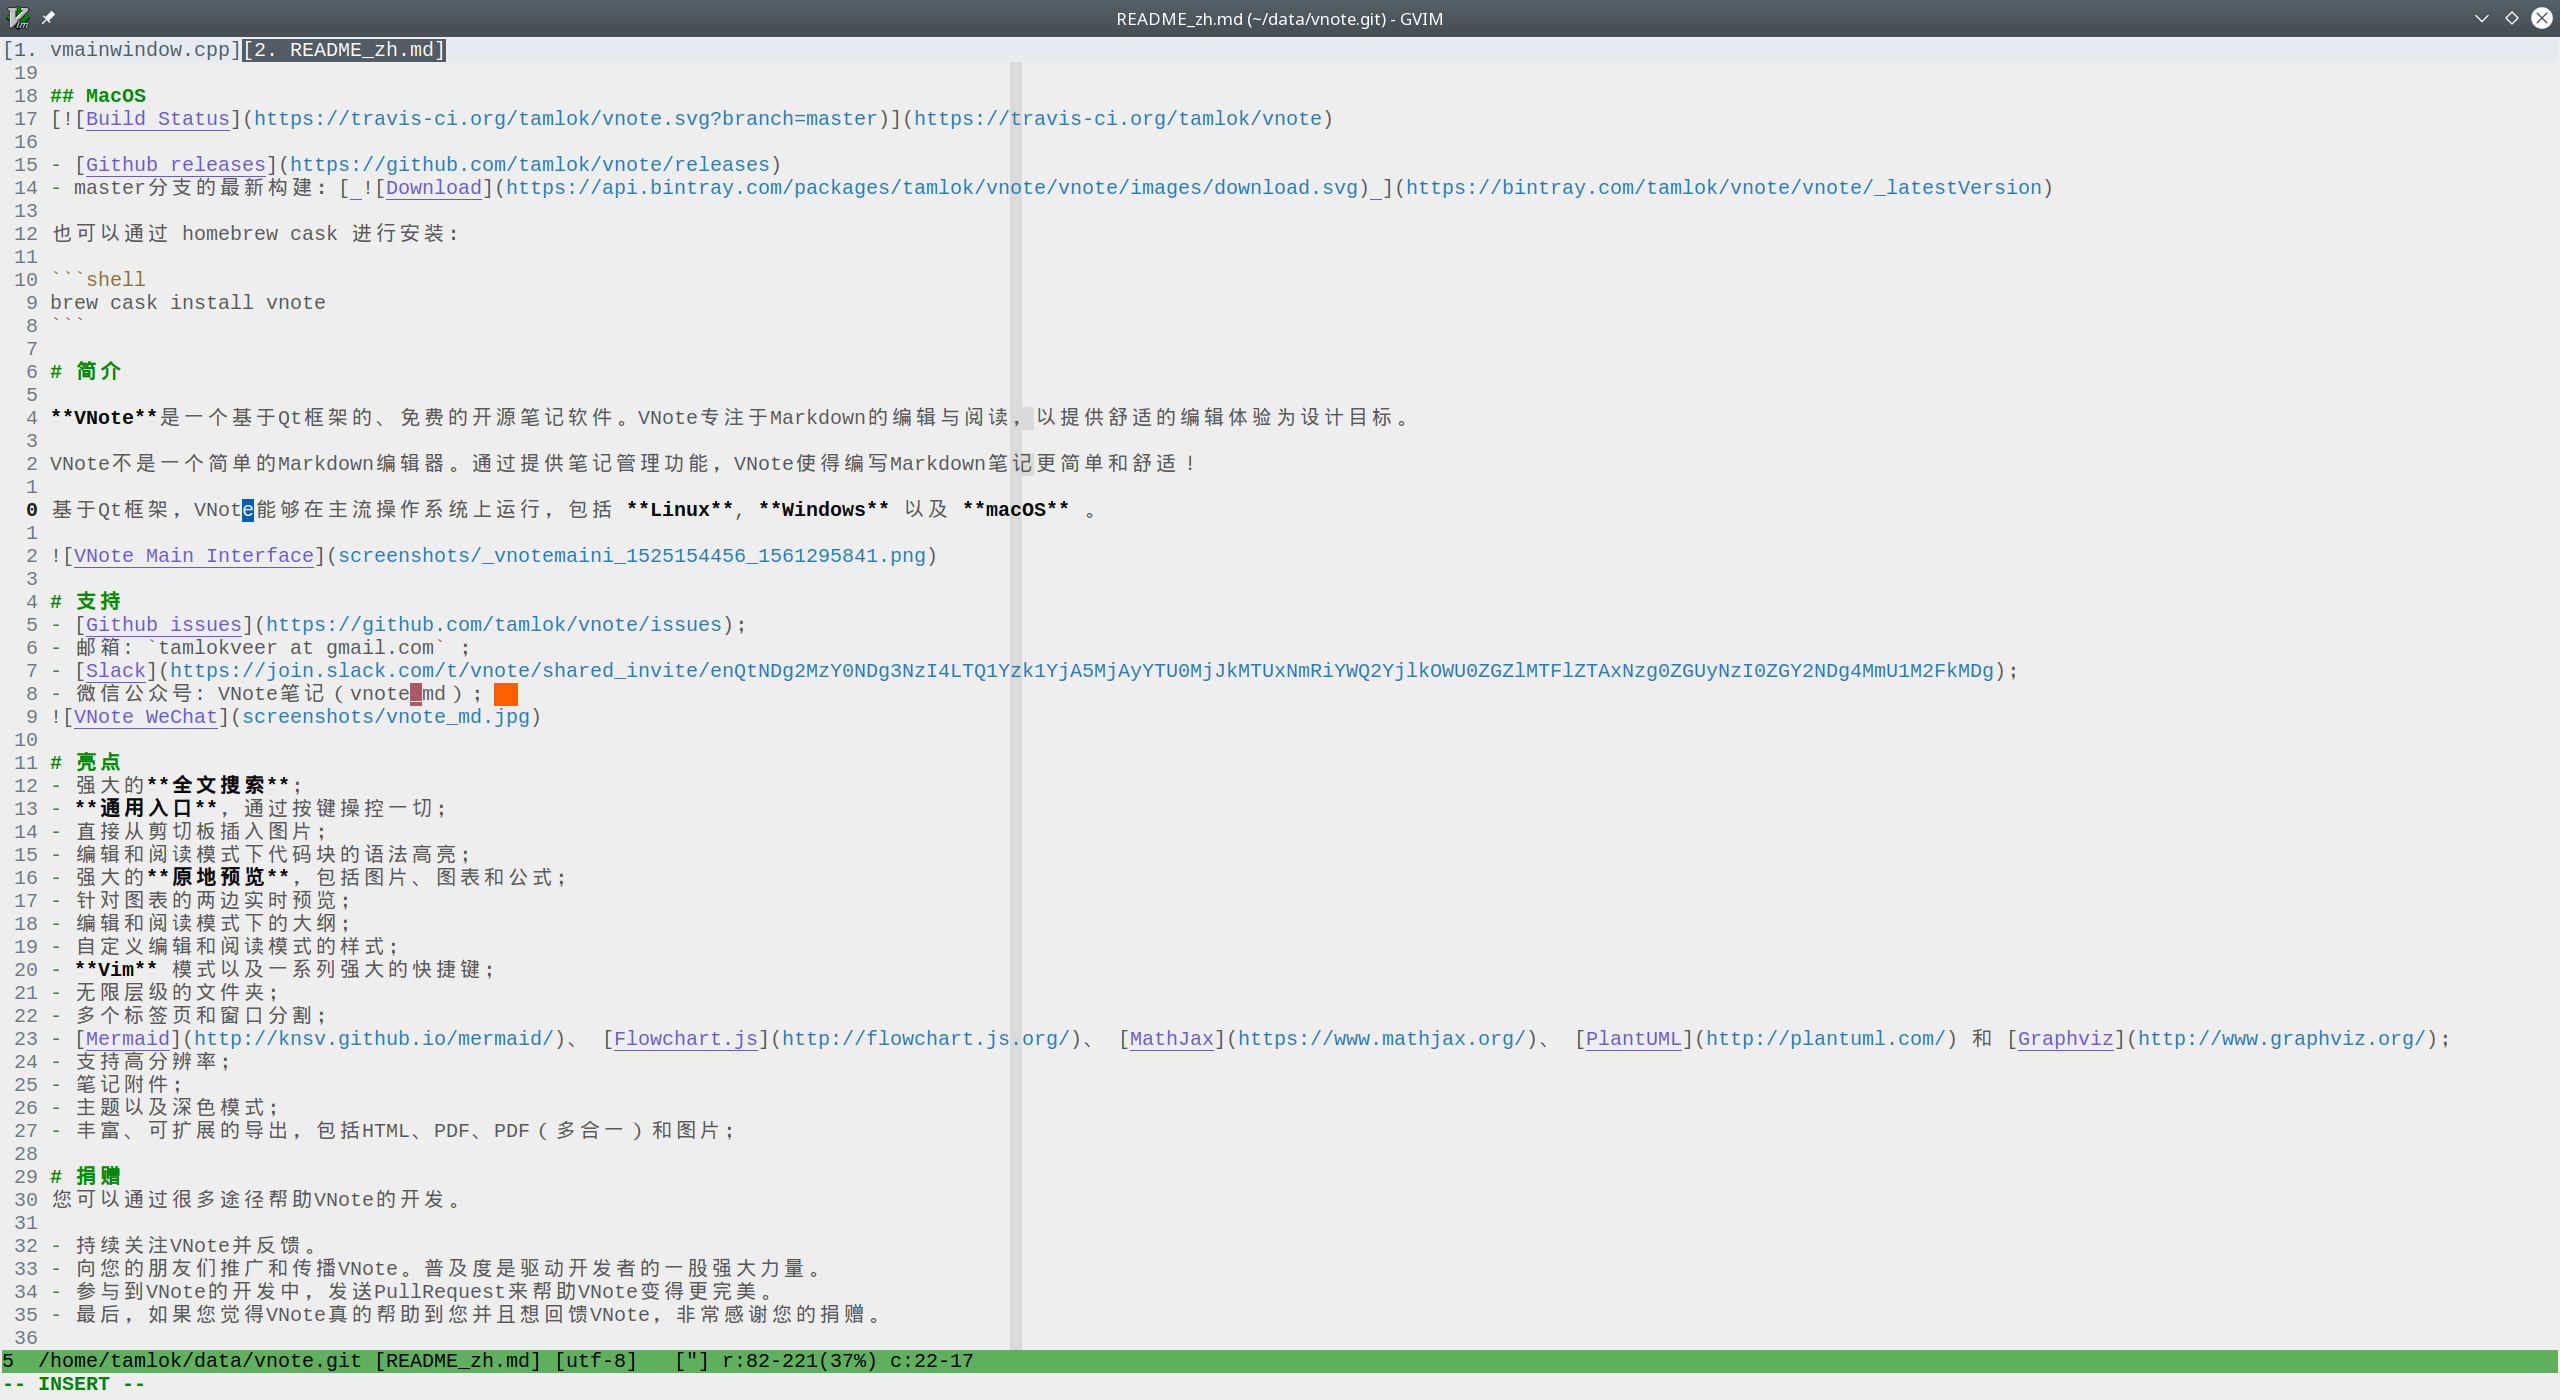 README_zh.md (~/data/vnote.git) - GVIM
[1. vmainwindow.cpp][2. README_zh.md]
19
18 ## MacOS
17 [![Build Status](https://travis-ci.org/tamlok/vnote.svg?branch=master)](https://travis-ci.org/tamlok/vnote)
16
15 - [Github releases](https://github.com/tamlok/vnote/releases)
14 - master分支的最新构建：[_![Download](https://api.bintray.com/packages/tamlok/vnote/vnote/images/download.svg)_](https://bintray.com/tamlok/vnote/vnote/_latestVersion)
13
12 也可以通过 homebrew cask 进行安装：
11
10 ```shell
9 brew cask install vnote
8 ```
7
6 # 简介
5
4 **VNote**是一个基于Qt框架的、免费的开源笔记软件。VNote专注于Markdown的编辑与阅读，以提供舒适的编辑体验为设计目标。
3
2 VNote不是一个简单的Markdown编辑器。通过提供笔记管理功能，VNote使得编写Markdown笔记更简单和舒适！
1
0 基于Qt框架，VNote能够在主流操作系统上运行，包括 **Linux**, **Windows** 以及 **macOS** 。
1
2 ![VNote Main Interface](screenshots/_vnotemaini_1525154456_1561295841.png)
3
4 # 支持
5 - [Github issues](https://github.com/tamlok/vnote/issues)；
6 - 邮箱: `tamlokveer at gmail.com` ；
7 - [Slack](https://join.slack.com/t/vnote/shared_invite/enQtNDg2MzY0NDg3NzI4LTQ1Yzk1YjA5MjAyYTU0MjJkMTUxNmRiYWQ2YjlkOWU0ZGZlMTFlZTAxNzg0ZGUyNzI0ZGY2NDg4MmU1M2FkMDg)；
8 - 微信公众号: VNote笔记（vnote_md）；
9 ![VNote WeChat](screenshots/vnote_md.jpg)
10
11 # 亮点
12 - 强大的**全文搜索**；
13 - **通用入口**，通过按键操控一切；
14 - 直接从剪切板插入图片；
15 - 编辑和阅读模式下代码块的语法高亮；
16 - 强大的**原地预览**，包括图片、图表和公式；
17 - 针对图表的两边实时预览；
18 - 编辑和阅读模式下的大纲；
19 - 自定义编辑和阅读模式的样式；
20 - **Vim** 模式以及一系列强大的快捷键；
21 - 无限层级的文件夹；
22 - 多个标签页和窗口分割；
23 - [Mermaid](http://knsv.github.io/mermaid/)、 [Flowchart.js](http://flowchart.js.org/)、 [MathJax](https://www.mathjax.org/)、 [PlantUML](http://plantuml.com/) 和 [Graphviz](http://www.graphviz.org/)；
24 - 支持高分辨率；
25 - 笔记附件；
26 - 主题以及深色模式；
27 - 丰富、可扩展的导出，包括HTML、PDF、PDF（多合一）和图片；
28
29 # 捐赠
30 您可以通过很多途径帮助VNote的开发。
31
32 - 持续关注VNote并反馈。
33 - 向您的朋友们推广和传播VNote。普及度是驱动开发者的一股强大力量。
34 - 参与到VNote的开发中，发送PullRequest来帮助VNote变得更完美。
35 - 最后，如果您觉得VNote真的帮助到您并且想回馈VNote，非常感谢您的捐赠。
36
5 /home/tamlok/data/vnote.git [README_zh.md] [utf-8] ["] r:82-221(37%) c:22-17
-- INSERT --